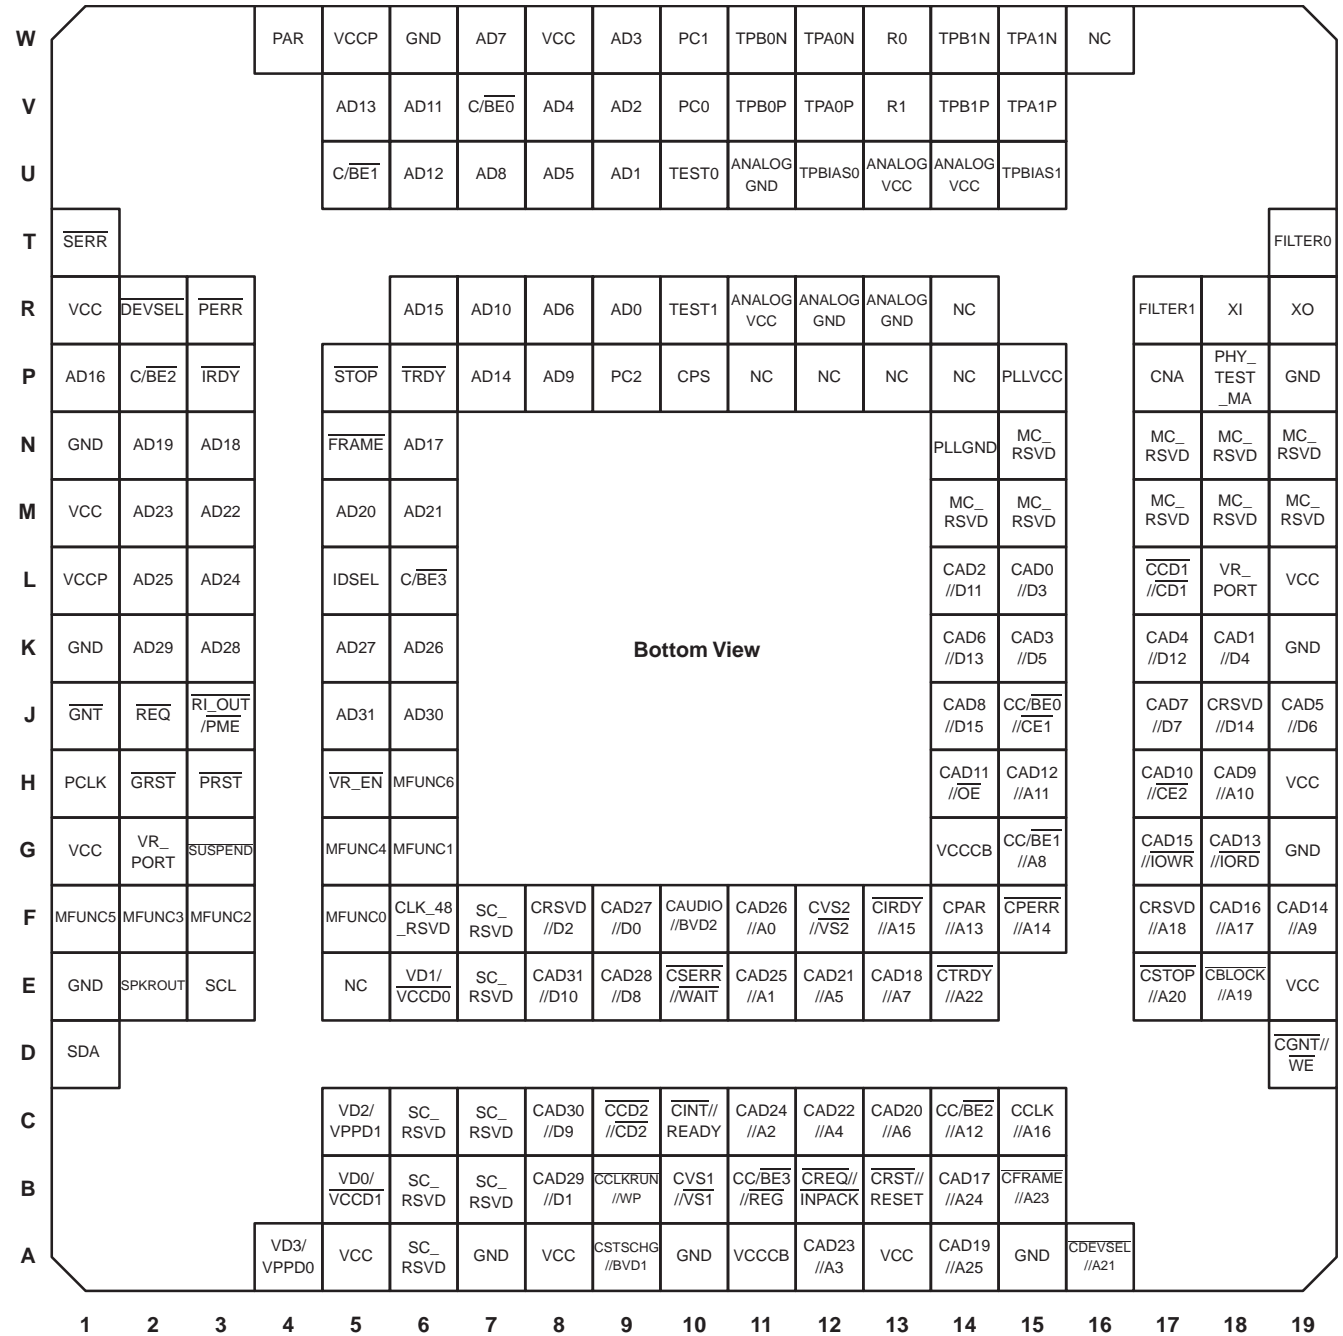 W PAR VCCP GND AD7 VCC AD3 PC1 TPB0N TPA0N R0 TPB1N TPA1N NC
V AD13 AD11 C/BE0 AD4 AD2 PC0 TPB0P TPA0P R1 TPB1P TPA1P
U C/BE1 AD12 AD8 AD5 AD1 TEST0 ANALOG GND TPBIAS0 ANALOG VCC ANALOG VCC TPBIAS1
T SERR FILTER0
R VCC DEVSEL PERR AD15 AD10 AD6 AD0 TEST1 ANALOG VCC ANALOG GND ANALOG GND NC FILTER1 XI XO
P AD16 C/BE2 IRDY STOP TRDY AD14 AD9 PC2 CPS NC NC NC NC PLLVCC CNA PHY_ TEST _MA GND
N GND AD19 AD18 FRAME AD17 PLLGND MC_ RSVD MC_ RSVD MC_ RSVD MC_ RSVD
M VCC AD23 AD22 AD20 AD21 MC_ RSVD MC_ RSVD MC_ RSVD MC_ RSVD MC_ RSVD
L VCCP AD25 AD24 IDSEL C/BE3 CAD2 //D11 CAD0 //D3 CCD1 //CD1 VR_ PORT VCC
K GND AD29 AD28 AD27 AD26 Bottom View CAD6 //D13 CAD3 //D5 CAD4 //D12 CAD1 //D4 GND
J GNT REQ RI_OUT /PME AD31 AD30 CAD8 //D15 CC/BE0 //CE1 CAD7 //D7 CRSVD //D14 CAD5 //D6
H PCLK GRST PRST VR_EN MFUNC6 CAD11 //OE CAD12 //A11 CAD10 //CE2 CAD9 //A10 VCC
G VCC VR_ PORT SUSPEND MFUNC4 MFUNC1 VCCCB CC/BE1 //A8 CAD15 //IOWR CAD13 //IORD GND
F MFUNC5 MFUNC3 MFUNC2 MFUNC0 CLK_48 _RSVD SC_ RSVD CRSVD //D2 CAD27 //D0 CAUDIO //BVD2 CAD26 //A0 CVS2 //VS2 CIRDY //A15 CPAR //A13 CPERR //A14 CRSVD //A18 CAD16 //A17 CAD14 //A9
E GND SPKROUT SCL NC VD1/ VCCD0 SC_ RSVD CAD31 //D10 CAD28 //D8 CSERR //WAIT CAD25 //A1 CAD21 //A5 CAD18 //A7 CTRDY //A22 CSTOP //A20 CBLOCK //A19 VCC
D SDA CGNT// WE
C VD2/ VPPD1 SC_ RSVD SC_ RSVD CAD30 //D9 CCD2 //CD2 CINT// READY CAD24 //A2 CAD22 //A4 CAD20 //A6 CC/BE2 //A12 CCLK //A16
B VD0/ VCCD1 SC_ RSVD SC_ RSVD CAD29 //D1 CCLKRUN //WP CVS1 //VS1 CC/BE3 //REG CREQ// INPACK CRST// RESET CAD17 //A24 CFRAME //A23
A VD3/ VPPD0 VCC SC_ RSVD GND VCC CSTSCHG //BVD1 GND VCCCB CAD23 //A3 VCC CAD19 //A25 GND CDEVSEL //A21
1 2 3 4 5 6 7 8 9 10 11 12 13 14 15 16 17 18 19